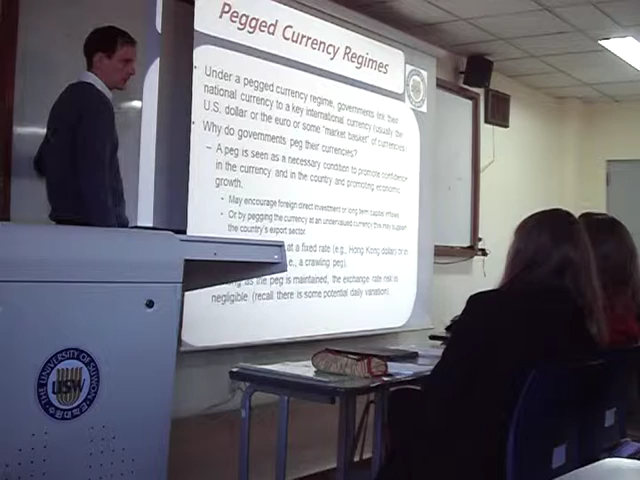 Pegged Currency Regimes
Under a pegged currency regime, governments link their
national currency to a key international currency (usually the
U.S. dollar or the euro or some "market basket" of currencies
Why do governments peg their currencies?
– A peg is seen as a necessary condition to promote confidence
in the currency and in the country and promoting economic
growth.
• May encourage foreign direct investment or long term capital inflows
• Or by pegging the currency at an undervalued currency this may support
the country's export sector.
at a fixed rate (e.g., Hong Kong dollar) or
a crawling peg).
as the peg is maintained, the exchange rate risk is
negligible (recall there is some potential daily variation).
THE UNIVERSITY OF SUWON
USW
수원대학교